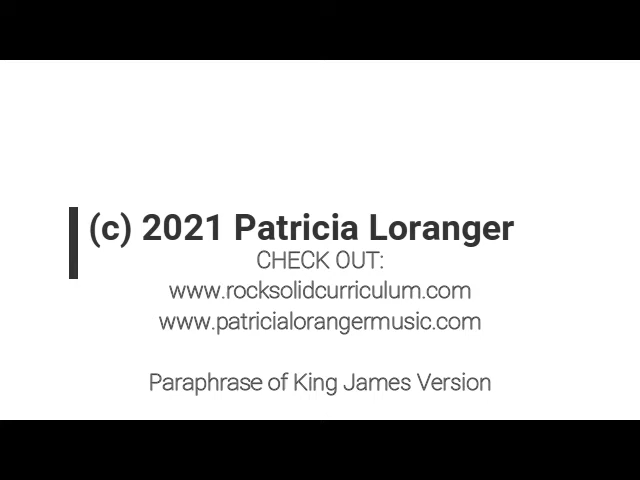 (c) 2021 Patricia Loranger
CHECK OUT:
www.rocksolidcurriculum.com
www.patricialorangermusic.com
Paraphrase of King James Version